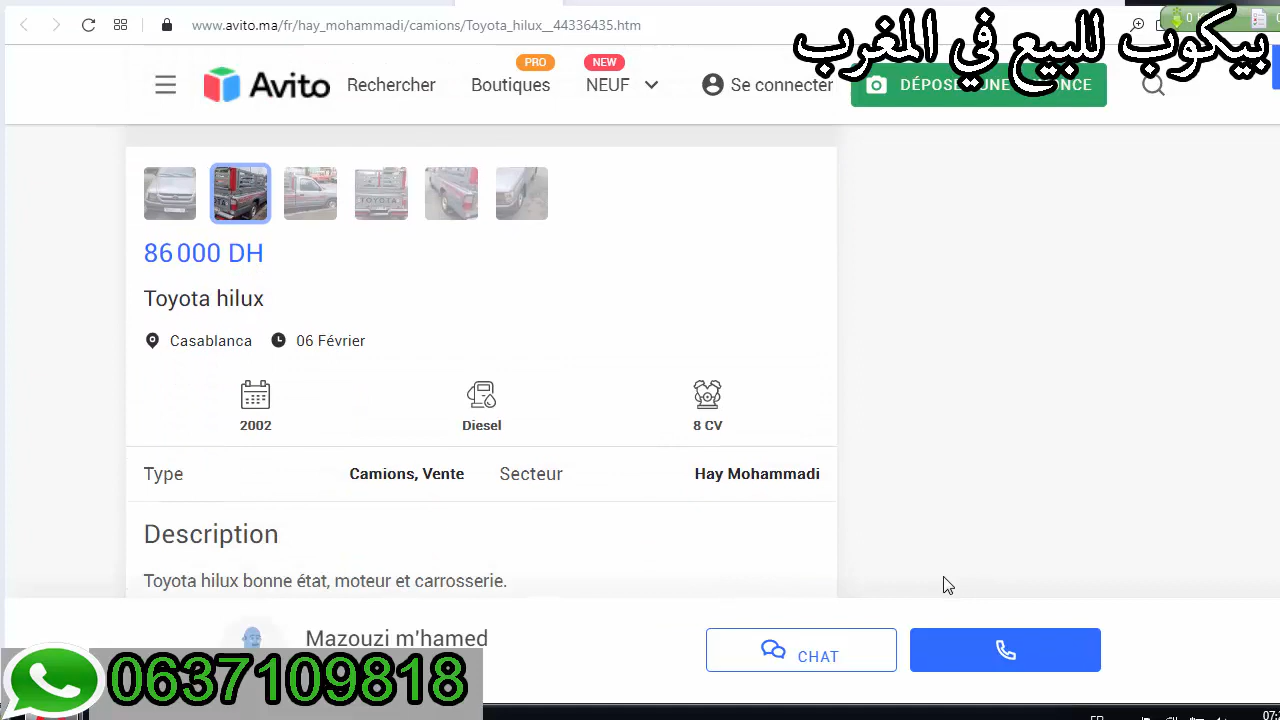 www.avito.ma/fr/hay_mohammadi/camions/Toyota_hilux__44336435.htm
بيكوب للبيع في المغرب
Avito
Rechercher
PRO
Boutiques
NEW
NEUF
Se connecter
86 000 DH
Toyota hilux
Casablanca 06 Février
2002 Diesel 8 CV
Type Camions, Vente Secteur Hay Mohammadi
Description
Toyota hilux bonne état, moteur et carrosserie.
Mazouzi m'hamed
CHAT
0637109818